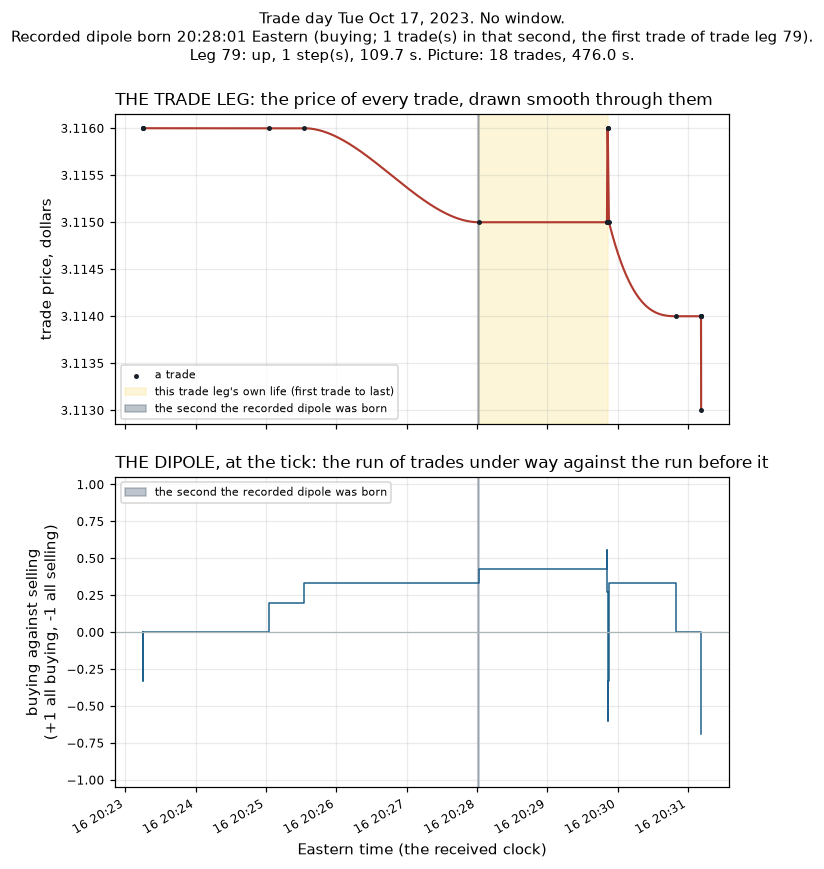 Trade day Tue Oct 17, 2023. No window.
Recorded dipole born 20:28:01 Eastern (buying; 1 trade(s) in that second, the first trade of trade leg 79).
Leg 79: up, 1 step(s), 109.7 s. Picture: 18 trades, 476.0 s.
THE TRADE LEG: the price of every trade, drawn smooth through them
trade price, dollars
3.1160
3.1155
3.1150
3.1145
3.1140
3.1135
3.1130
a trade
this trade leg's own life (first trade to last)
the second the recorded dipole was born
THE DIPOLE, at the tick: the run of trades under way against the run before it
buying against selling
(+1 all buying, -1 all selling)
1.00
0.75
0.50
0.25
0.00
−0.25
−0.50
−0.75
−1.00
the second the recorded dipole was born
16 20:23
16 20:24
16 20:25
16 20:26
16 20:27
16 20:28
16 20:29
16 20:30
16 20:31
Eastern time (the received clock)